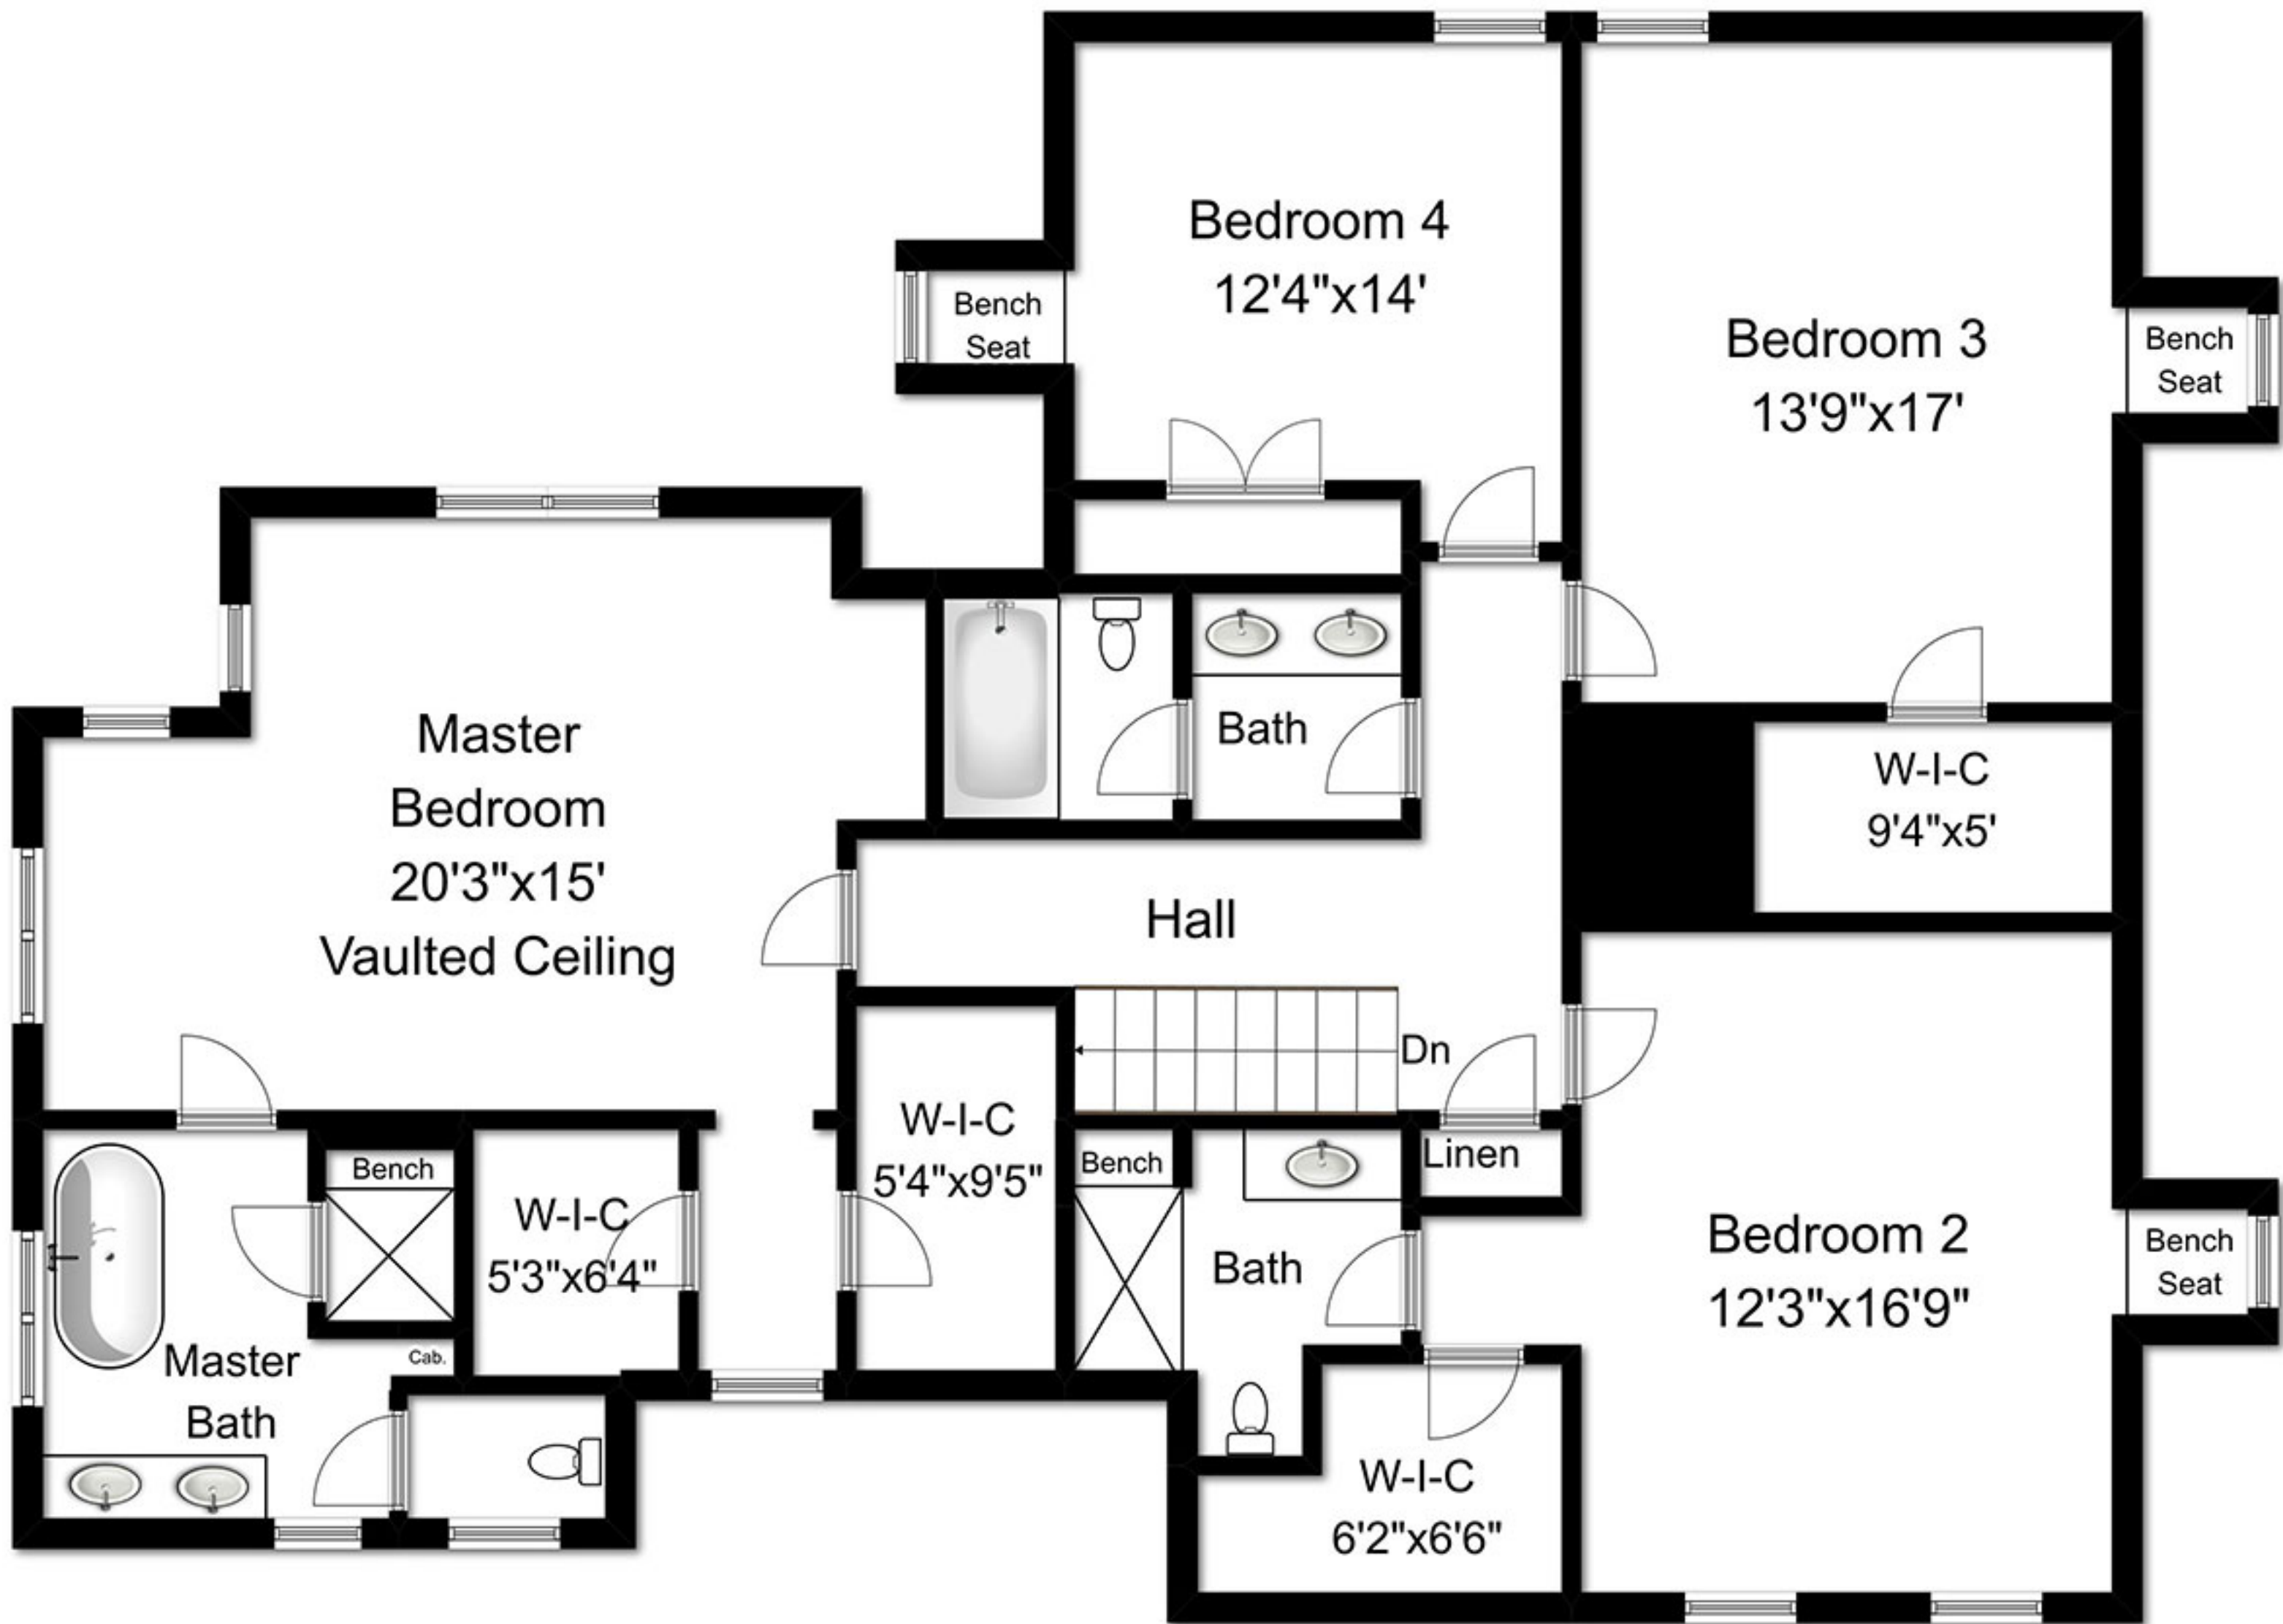 Bedroom 4
12'4"x14'
Bench
Seat
Bedroom 3
13'9"x17'
Bench
Seat
Master
Bedroom
20'3"x15'
Vaulted Ceiling
Bath
W-I-C
9'4"x5'
Hall
Dn
W-I-C
5'4"x9'5"
Bench
Linen
Bench
W-I-C
5'3"x6'4"
Bath
Bedroom 2
12'3"x16'9"
Bench
Seat
Master
Bath
Cab.
W-I-C
6'2"x6'6"